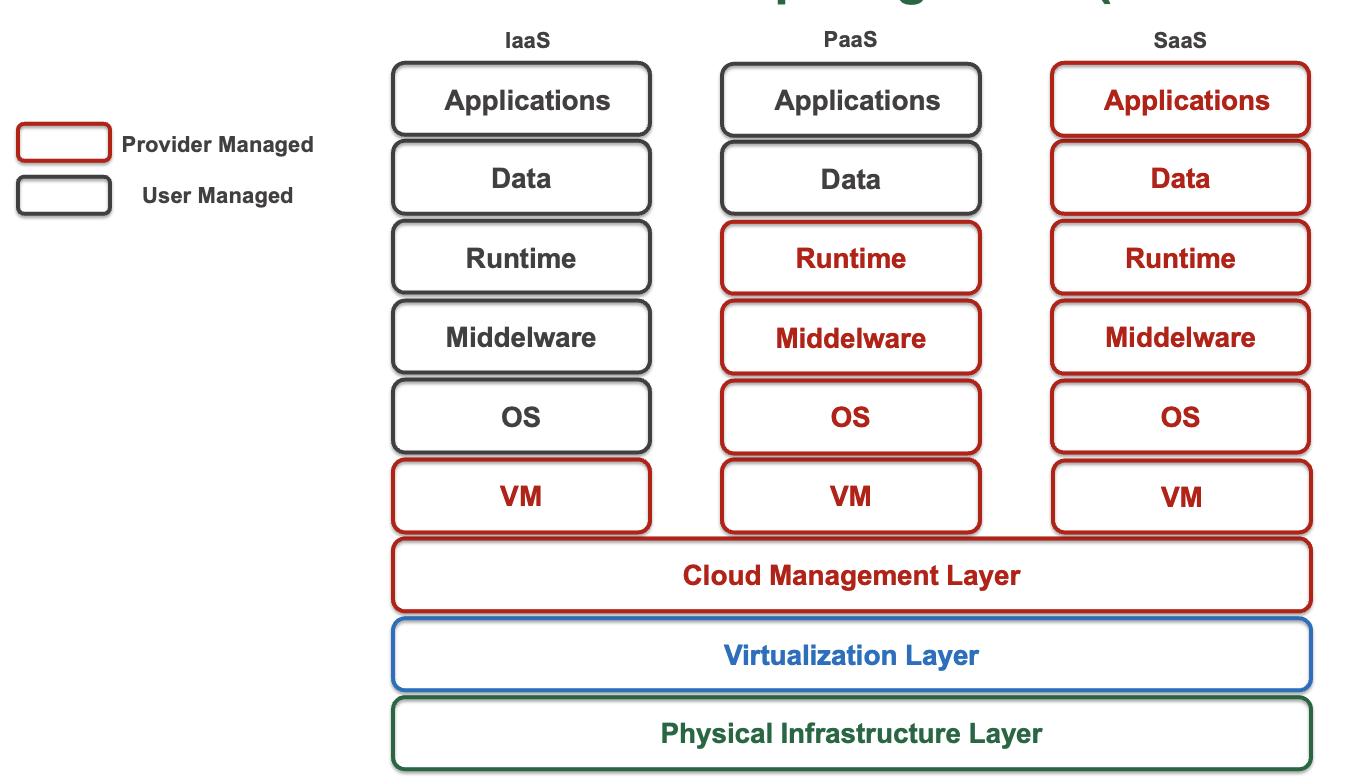 IaaS PaaS SaaS
Applications Applications Applications
Provider Managed
Data Data Data
User Managed
Runtime Runtime Runtime
Middelware Middelware Middelware
OS OS OS
VM VM VM
Cloud Management Layer
Virtualization Layer
Physical Infrastructure Layer